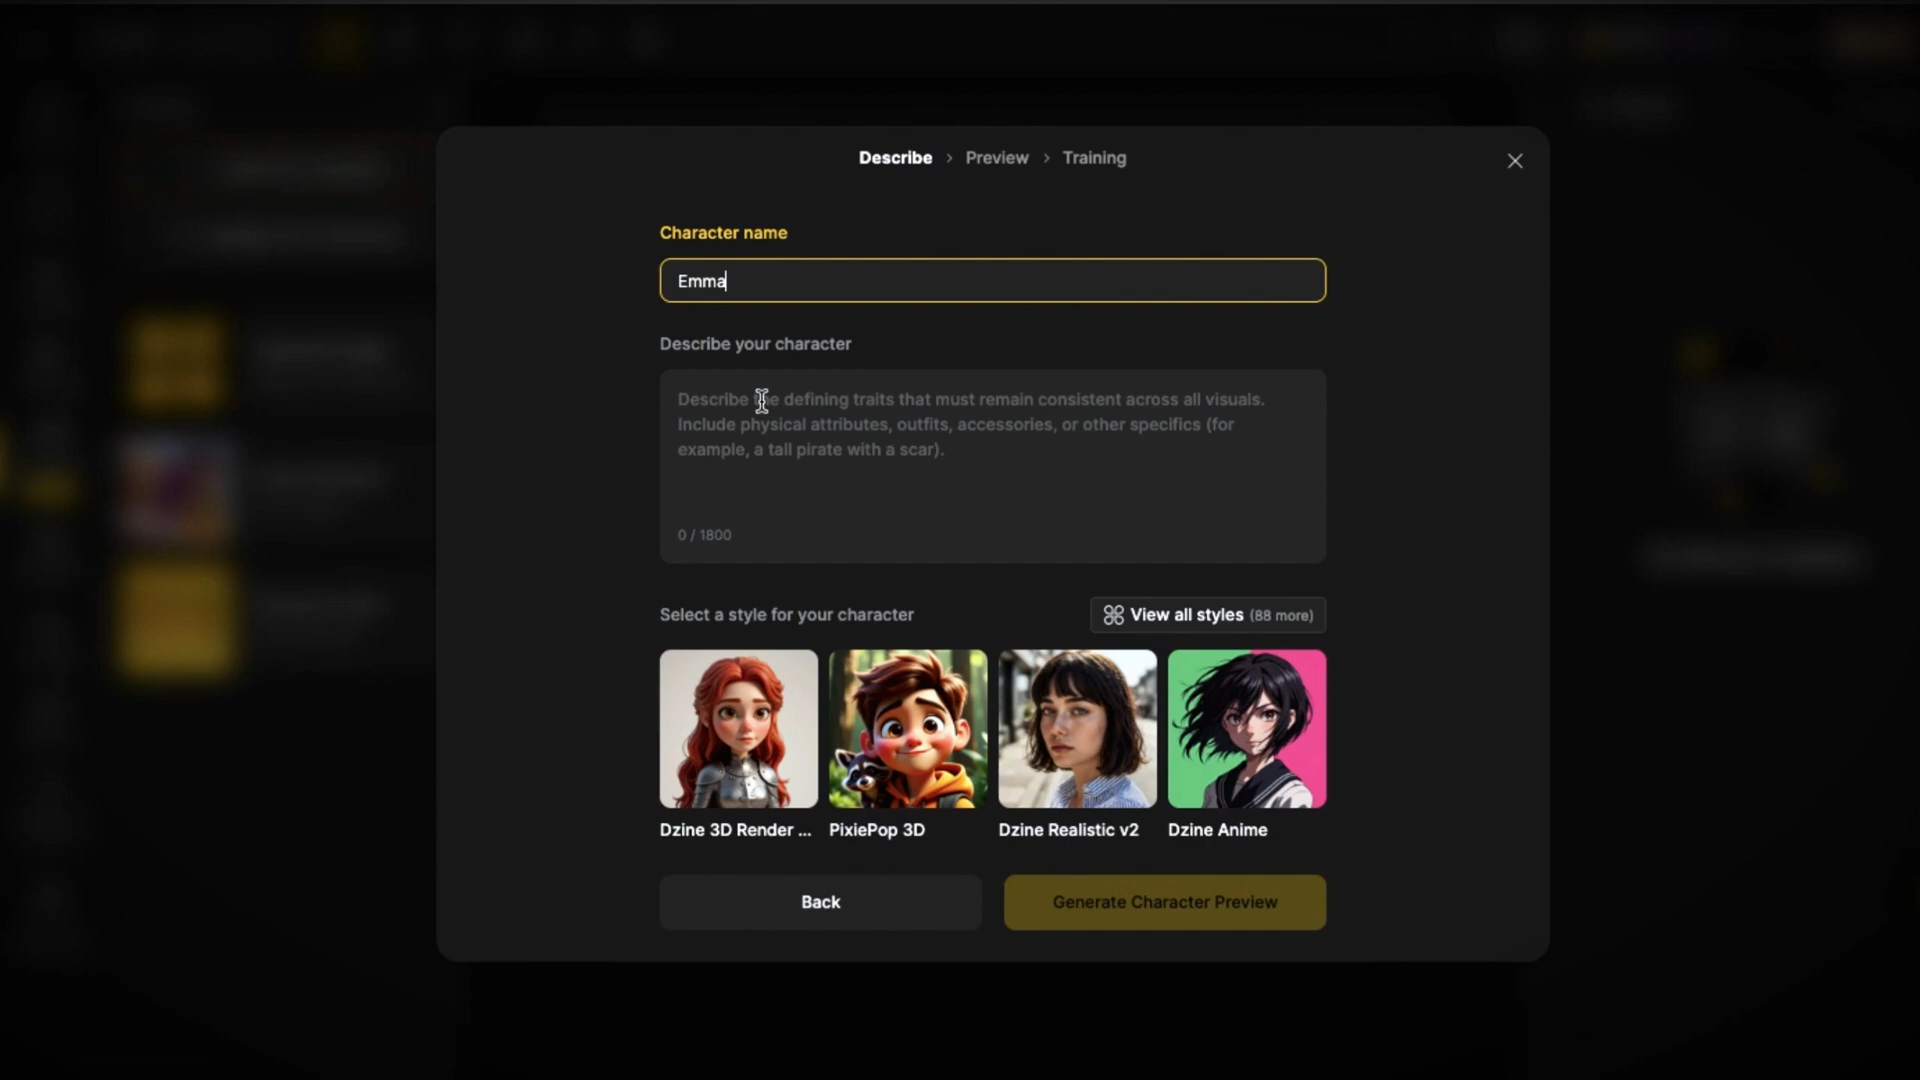 Describe > Preview > Training
Character name
Emma
Describe your character
Describe the defining traits that must remain consistent across all visuals.
Include physical attributes, outfits, accessories, or other specifics (for
example, a tall pirate with a scar).
0 / 1800
Select a style for your character
View all styles (88 more)
Dzine 3D Render ...
PixiePop 3D
Dzine Realistic v2
Dzine Anime
Back
Generate Character Preview